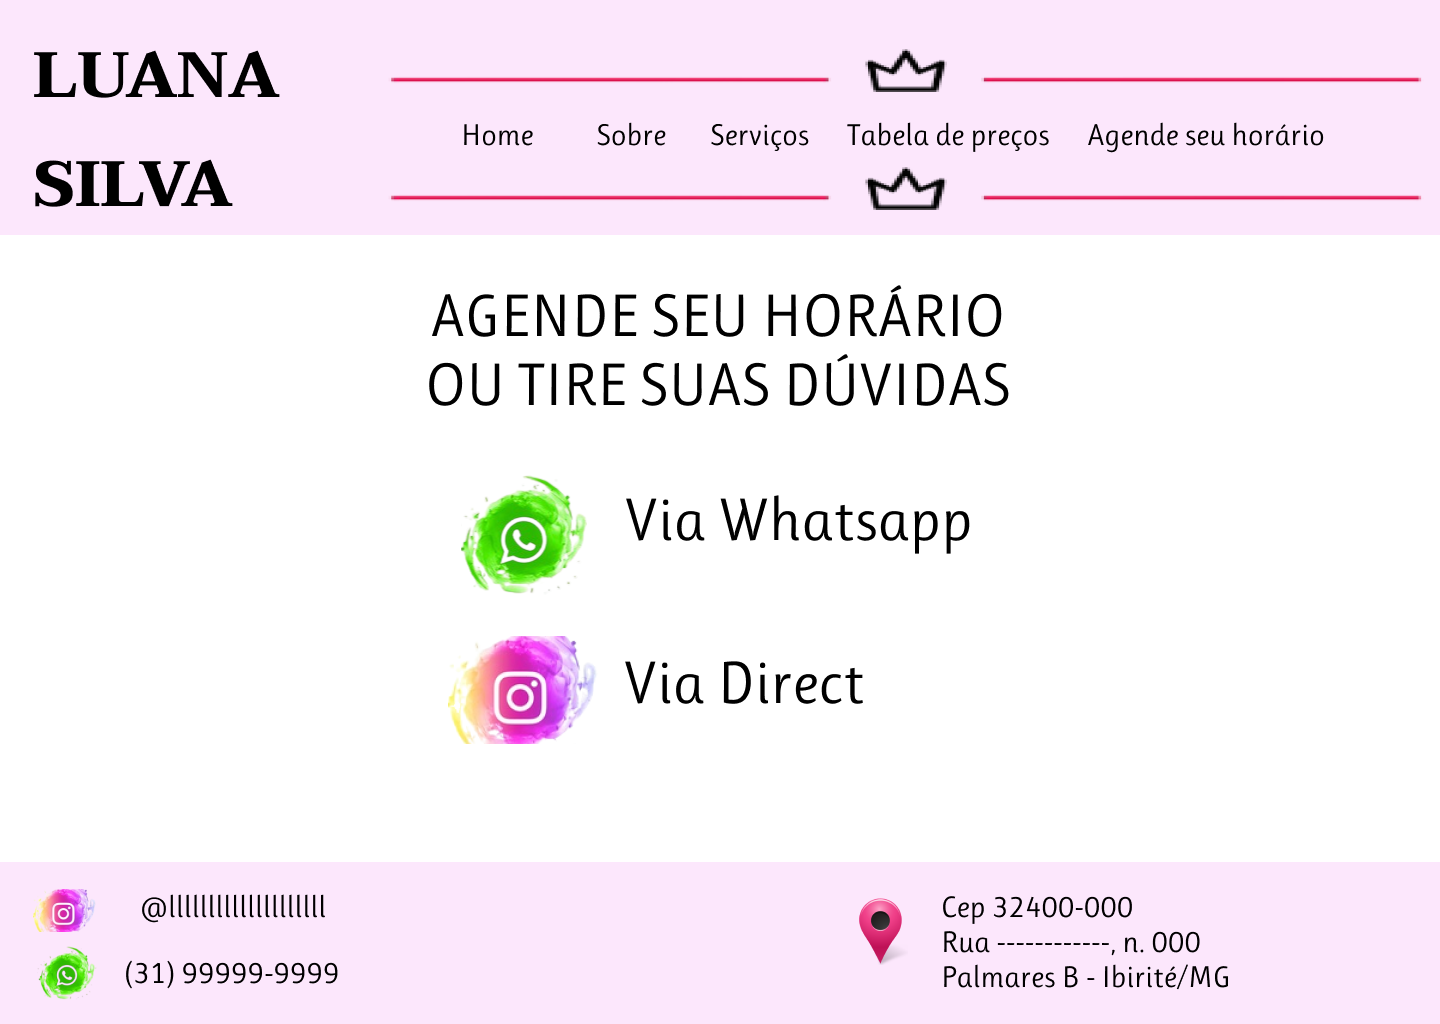 LUANA
SILVA
Home Sobre Serviços Tabela de preços Agende seu horário
AGENDE SEU HORÁRIO
OU TIRE SUAS DÚVIDAS
Via Whatsapp
Via Direct
@llllllllllllllllllll
(31) 99999-9999
Cep 32400-000
Rua ------------, n. 000
Palmares B - Ibirité/MG